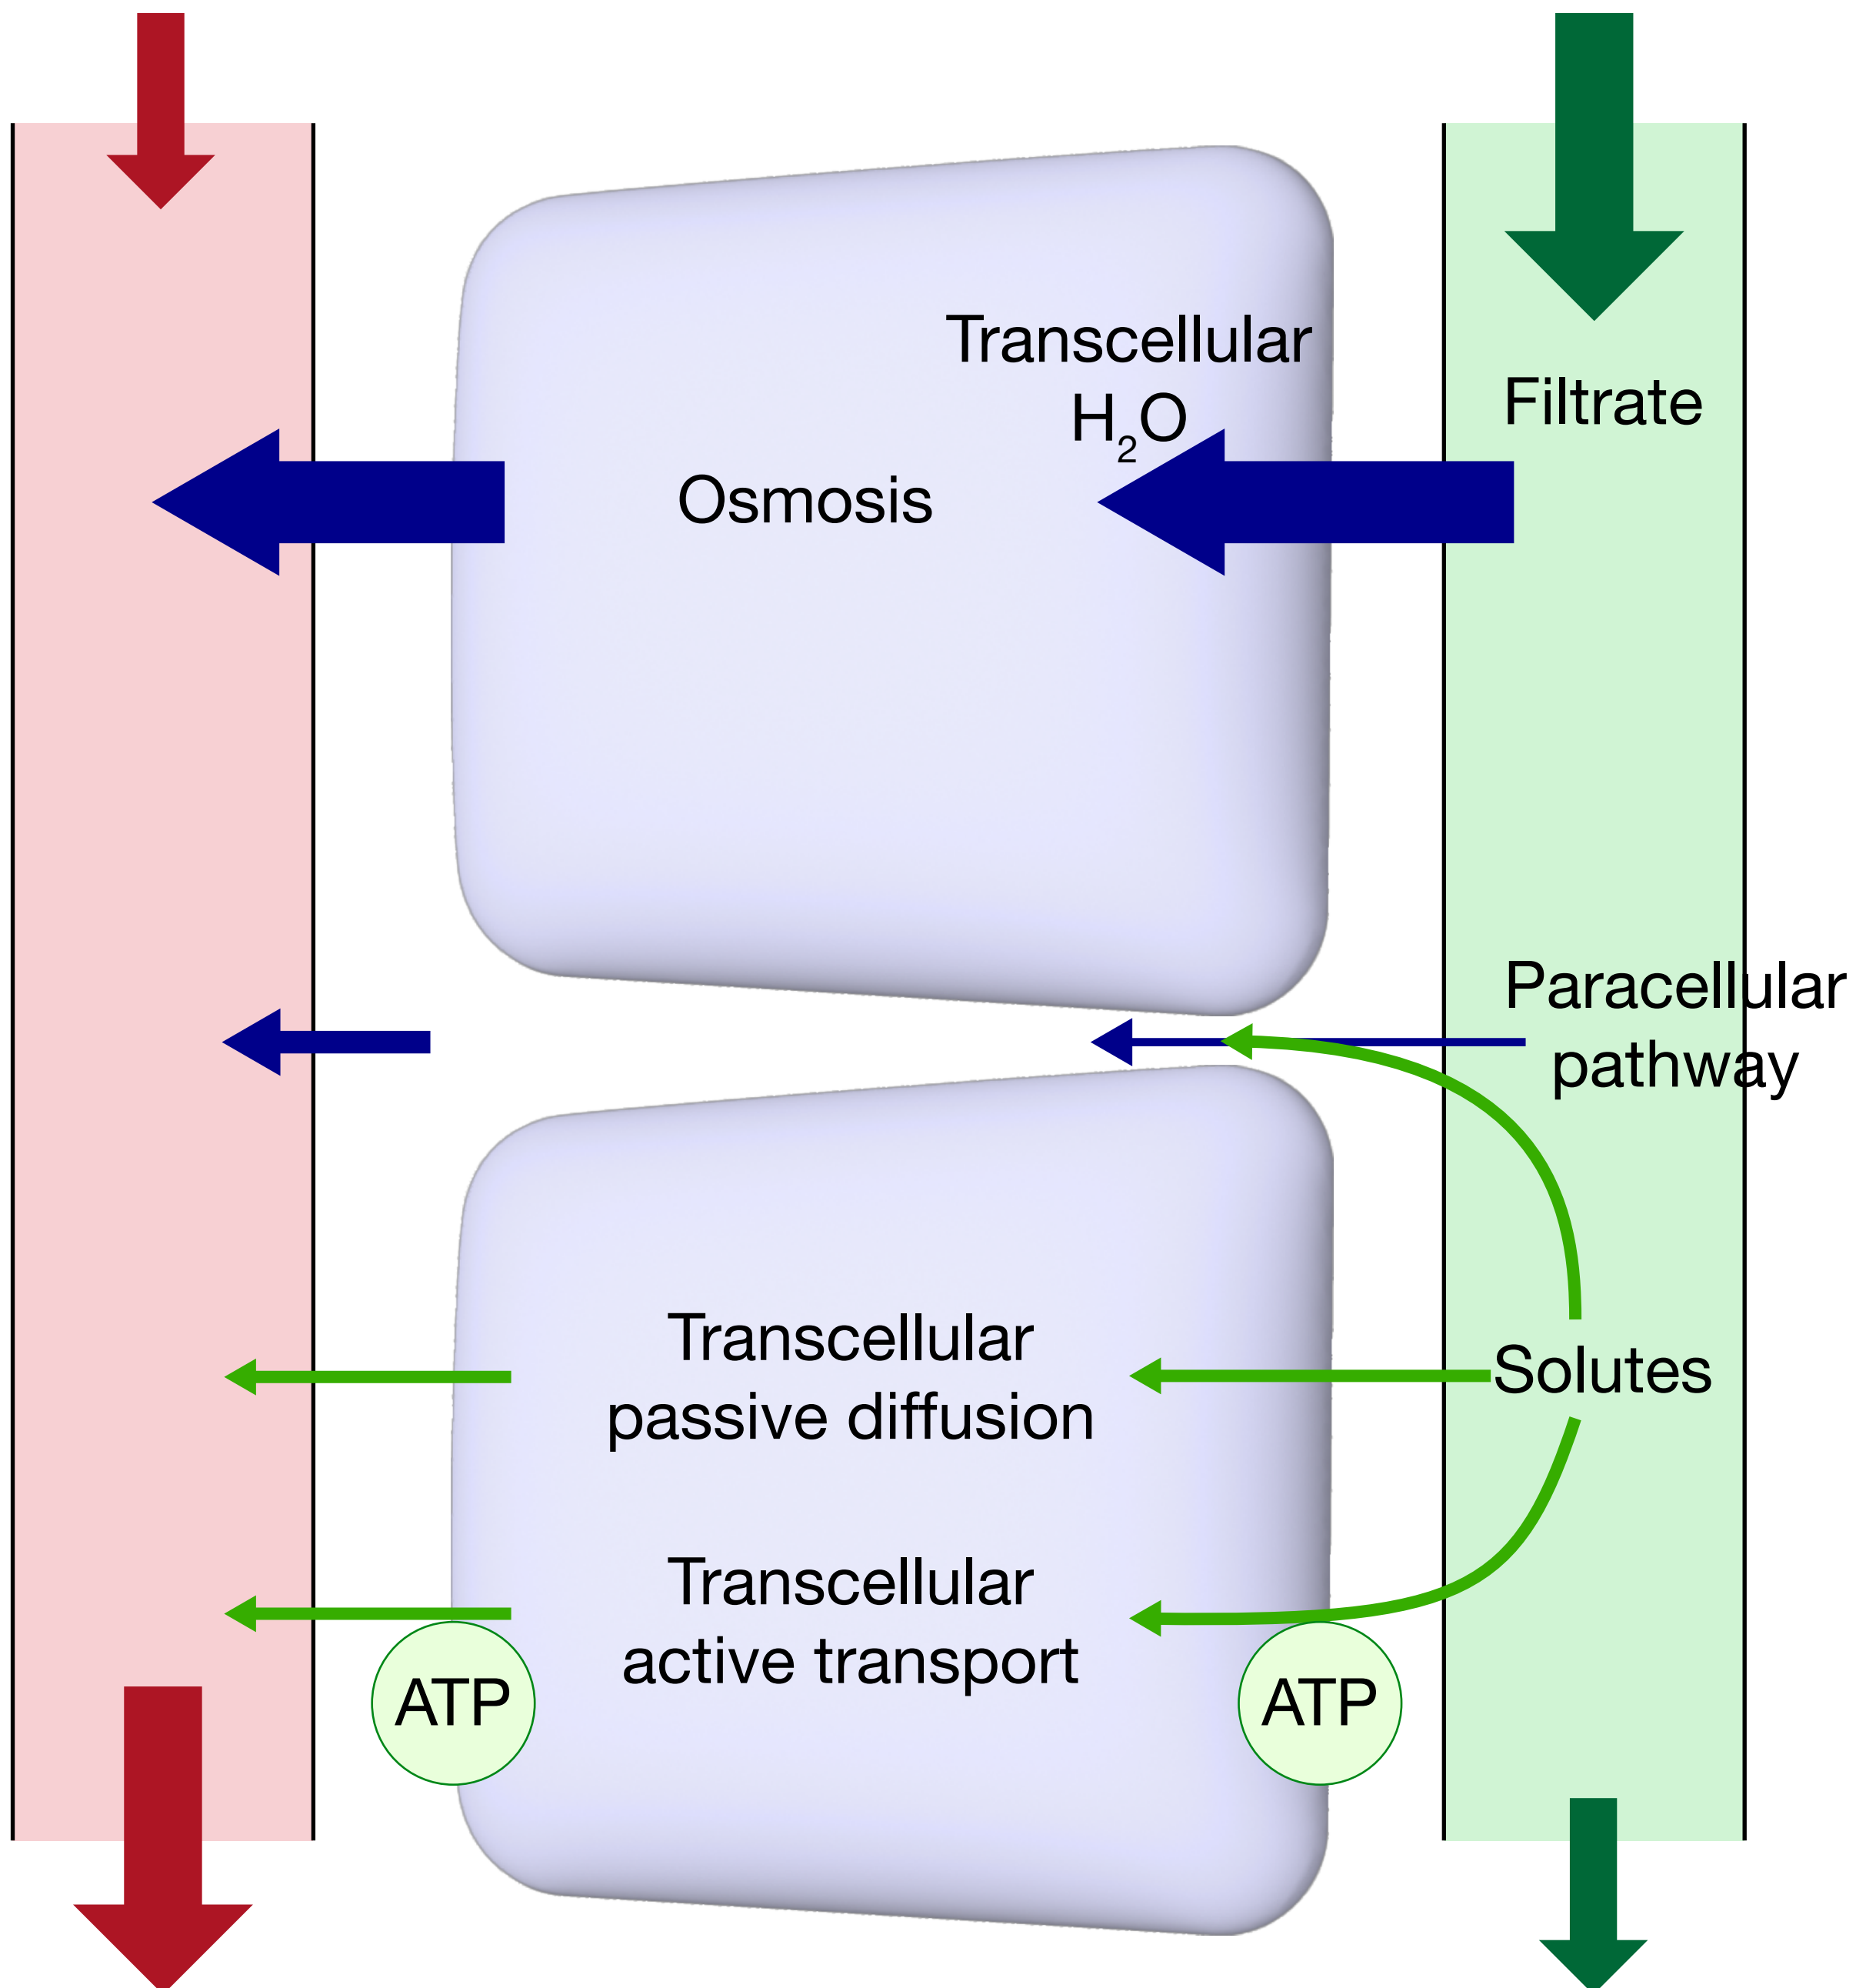 Transcellular
H₂O
Filtrate
Osmosis
Paracellular
pathway
Transcellular
passive diffusion
Solutes
Transcellular
active transport
ATP
ATP